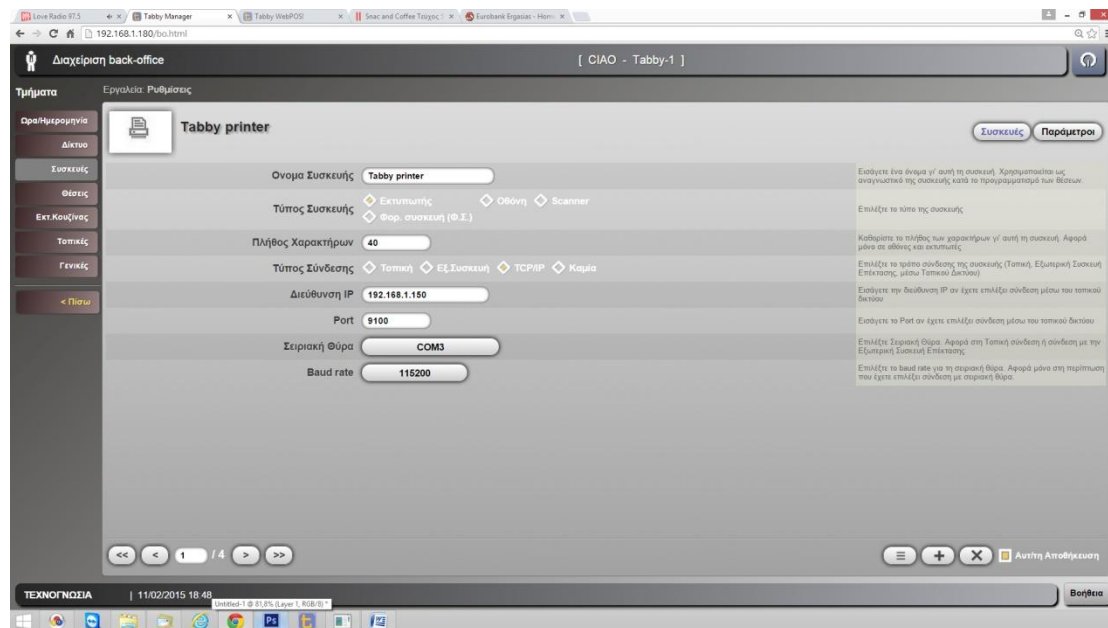 Love Radio 97.5
Tabby Manager
Tabby WebPOS!
Snac and Coffee Τεύχος
Eurobank Ergasias - Home
192.168.1.180/bo.html
Διαχείριση back-office
[ CIAO - Tabby-1 ]
Τμήματα
Εργαλεία: Ρυθμίσεις
Ωρα/Ημερομηνία
Δίκτυο
Συσκευές
Θέσεις
Εκτ.Κουζίνας
Τοπικές
Γενικές
< Πίσω
Tabby printer
Συσκευές
Παράμετροι
Ονομα Συσκευής
Tabby printer
Εισάγετε ένα όνομα γι' αυτή τη συσκευή. Χρησιμοποιείται ως
αναγνωστικό της συσκευής κατά το προγραμματισμό των θέσεων.
Τύπος Συσκευής
Εκτυπωτής
Οθόνη
Scanner
Φορ. συσκευή (Φ.Σ.)
Επιλέξτε το τύπο της συσκευής
Πλήθος Χαρακτήρων
40
Καθορίστε το πλήθος των χαρακτήρων γι' αυτή τη συσκευή. Αφορά
μόνο σε οθόνες και εκτυπωτές
Τύπος Σύνδεσης
Τοπική
Εξ.Συσκευή
TCP/IP
Καμία
Επιλέξτε το τρόπο σύνδεσης της συσκευής (Τοπική, Εξωτερική Συσκευή
Επέκτασης, μέσω Τοπικού Δικτύου)
Διεύθυνση IP
192.168.1.150
Εισάγετε την διεύθυνση IP αν έχετε επιλέξει σύνδεση μέσω του τοπικού
δικτύου
Port
9100
Εισάγετε το Port αν έχετε επιλέξει σύνδεση μέσω του τοπικού δικτύου
Σειριακή Θύρα
COM3
Επιλέξτε Σειριακή Θύρα. Αφορά στη Τοπική σύνδεση ή σύνδεση με την
Εξωτερική Συσκευή Επέκτασης
Baud rate
115200
Επιλέξτε το baud rate για τη σειριακή θύρα. Αφορά μόνο στη περίπτωση
που έχετε επιλέξει σύνδεση με σειριακή θύρα.
<<
<
1
/ 4
>
>>
Αυτ/τη Αποθήκευση
ΤΕΧΝΟΓΝΩΣΙΑ
| 11/02/2015 18:48
Βοήθεια
Untitled-1 @ 81,8% (Layer 1, RGB/8) *
Ps